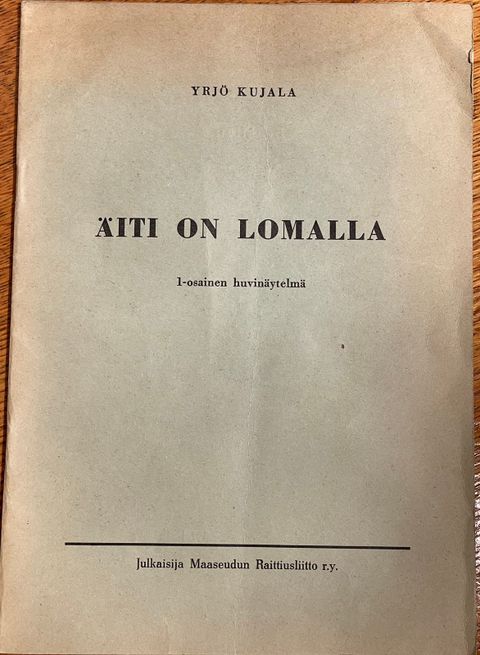 YRJÖ KUJALA
ÄITI ON LOMALLA
1-osainen huvinäytelmä
Julkaisija Maaseudun Raittiusliitto r.y.